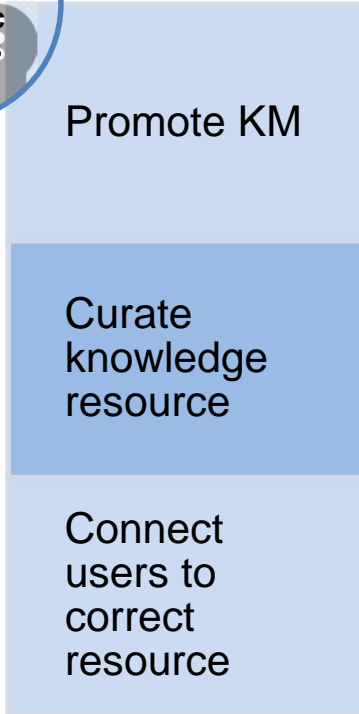 Promote KM
Curate
knowledge
resource
Connect
users to
correct
resource